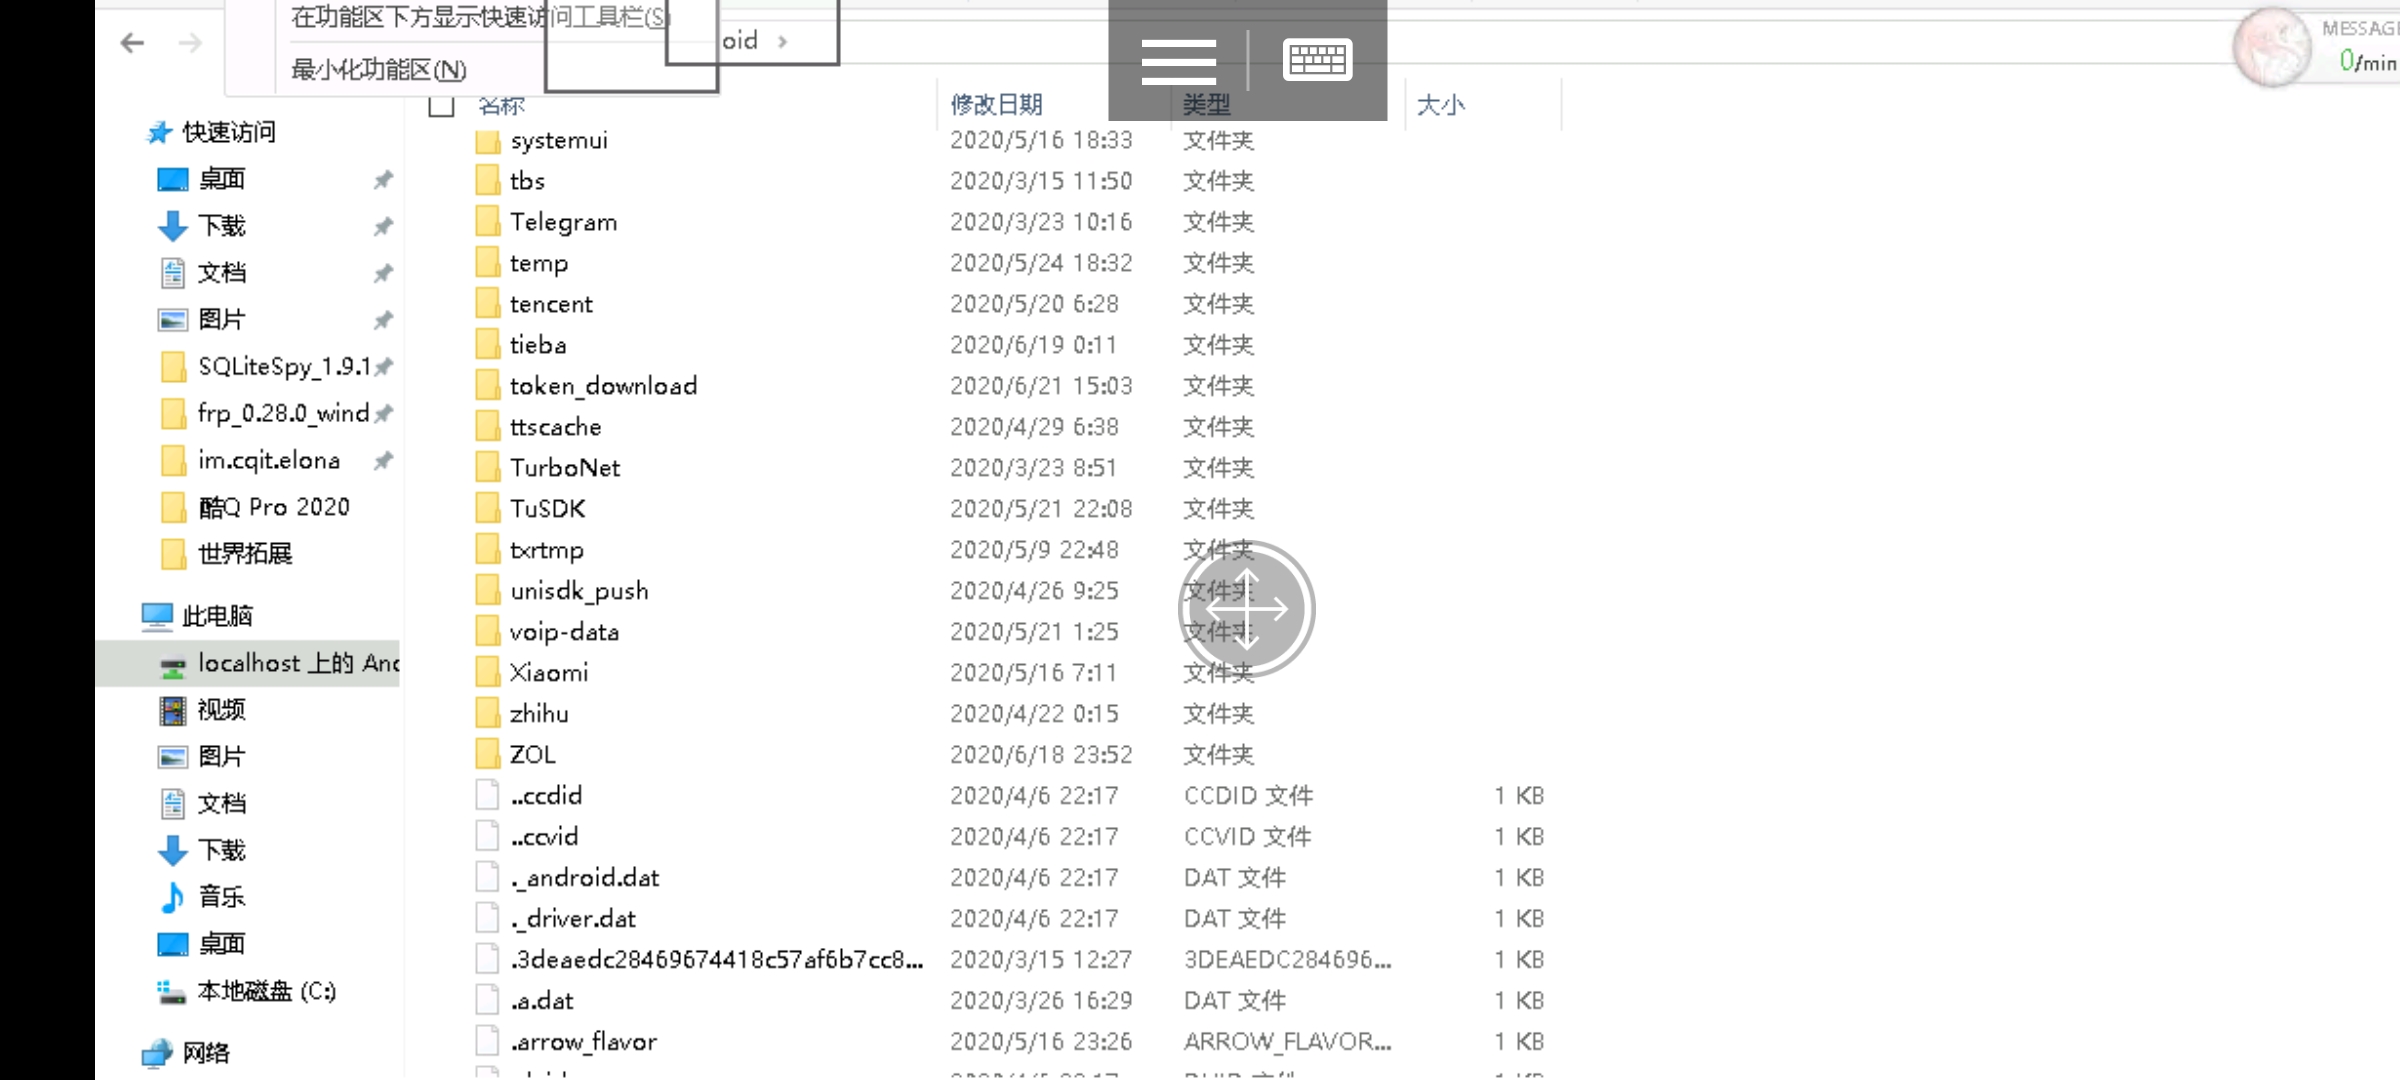 在功能区下方显示快速访问工具栏(S)
最小化功能区(N)
oid
MESSAG
0/min
名称 修改日期 类型 大小
快速访问
桌面
下载
文档
图片
SQLiteSpy_1.9.1
frp_0.28.0_wind
im.cqit.elona
酷Q Pro 2020
世界拓展
此电脑
localhost 上的 And
视频
图片
文档
下载
音乐
桌面
本地磁盘 (C:)
网络
systemui 2020/5/16 18:33 文件夹
tbs 2020/3/15 11:50 文件夹
Telegram 2020/3/23 10:16 文件夹
temp 2020/5/24 18:32 文件夹
tencent 2020/5/20 6:28 文件夹
tieba 2020/6/19 0:11 文件夹
token_download 2020/6/21 15:03 文件夹
ttscache 2020/4/29 6:38 文件夹
TurboNet 2020/3/23 8:51 文件夹
TuSDK 2020/5/21 22:08 文件夹
txrtmp 2020/5/9 22:48 文件夹
unisdk_push 2020/4/26 9:25 文件夹
voip-data 2020/5/21 1:25 文件夹
Xiaomi 2020/5/16 7:11 文件夹
zhihu 2020/4/22 0:15 文件夹
ZOL 2020/6/18 23:52 文件夹
..ccdid 2020/4/6 22:17 CCDID 文件 1 KB
..ccvid 2020/4/6 22:17 CCVID 文件 1 KB
._android.dat 2020/4/6 22:17 DAT 文件 1 KB
._driver.dat 2020/4/6 22:17 DAT 文件 1 KB
.3deaedc28469674418c57af6b7cc8... 2020/3/15 12:27 3DEAEDC284696... 1 KB
.a.dat 2020/3/26 16:29 DAT 文件 1 KB
.arrow_flavor 2020/5/16 23:26 ARROW_FLAVOR... 1 KB